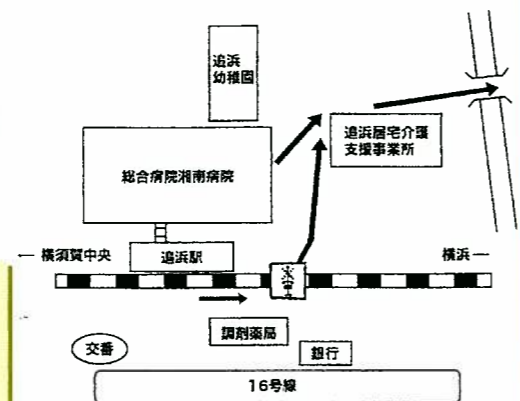 追浜
幼稚園
追浜居宅介護
支援事業所
総合病院湘南病院
← 横須賀中央
追浜駅
横浜―
調剤薬局
交番
銀行
16号線